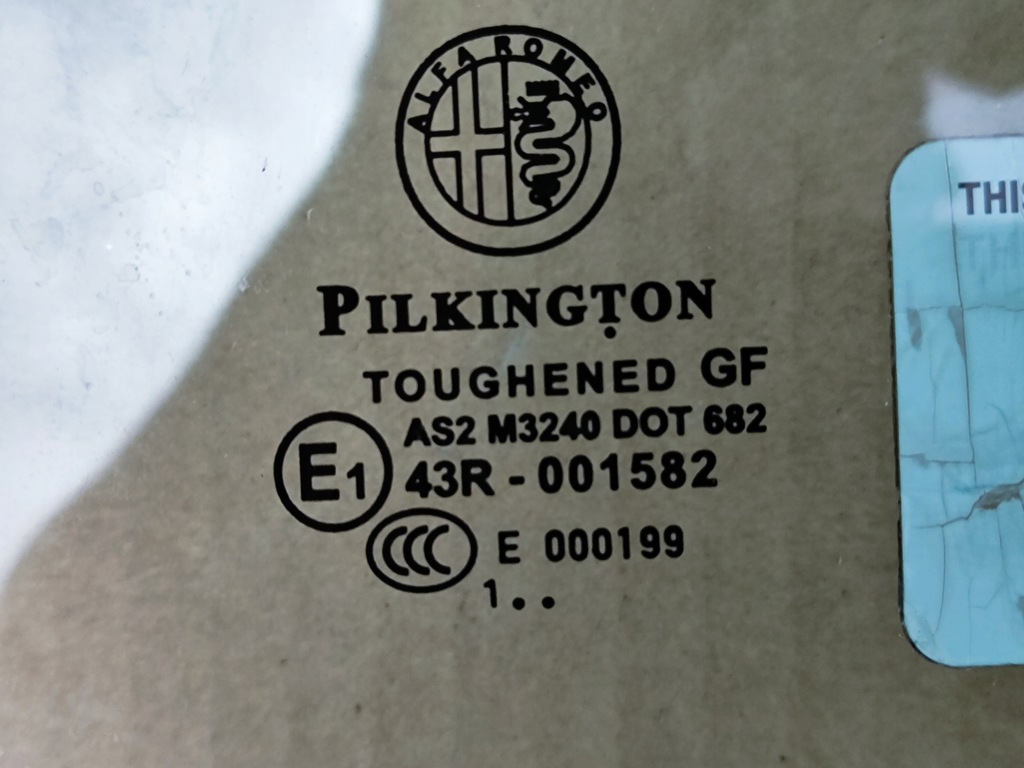 ALFA ROMEO
PILKINGTON
TOUGHENED GF
AS2 M3240 DOT 682
E1 43R - 001582
CCC E 000199
1..
THIS